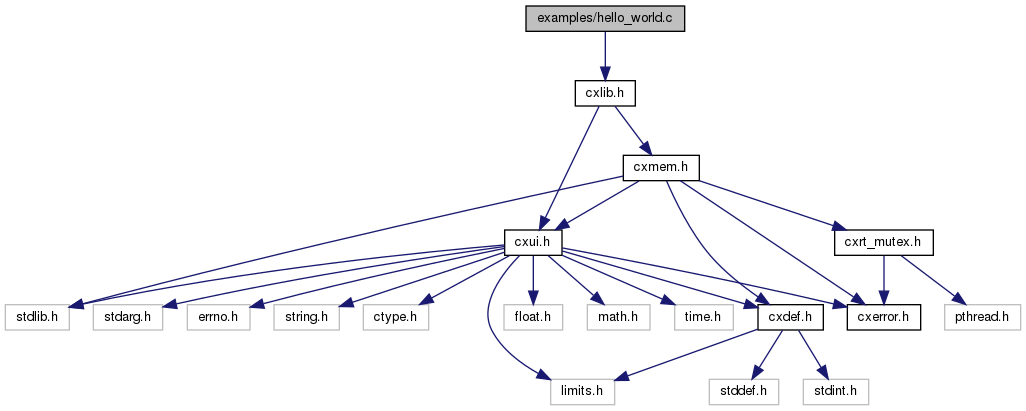 examples/hello_world.c
cxlib.h
cxmem.h
cxui.h
cxrt_mutex.h
stdlib.h
stdarg.h
errno.h
string.h
ctype.h
float.h
math.h
time.h
cxdef.h
cxerror.h
pthread.h
limits.h
stddef.h
stdint.h